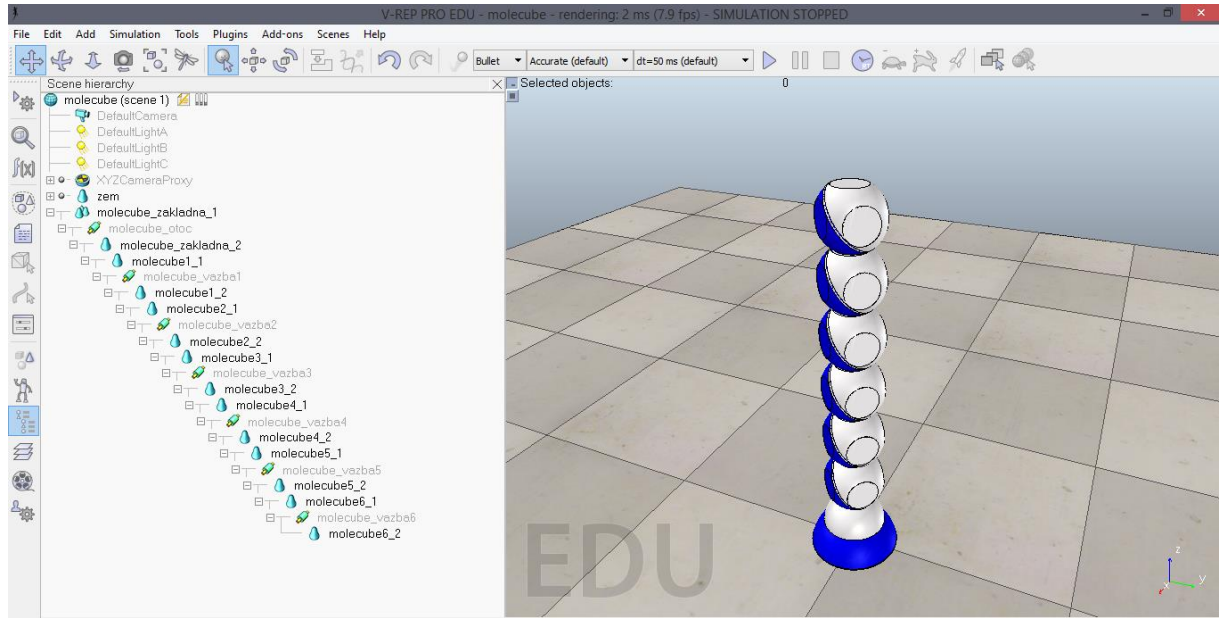 V-REP PRO EDU - molecube - rendering: 2 ms (7.9 fps) - SIMULATION STOPPED
File Edit Add Simulation Tools Plugins Add-ons Scenes Help
Bullet Accurate (default) dt=50 ms (default)
Scene hierarchy
Selected objects: 0
molecube (scene 1)
DefaultCamera
DefaultLightA
DefaultLightB
DefaultLightC
XYZCameraProxy
zem
molecube_zakladna_1
molecube_otoc
molecube_zakladna_2
molecube1_1
molecube_vazba1
molecube1_2
molecube2_1
molecube_vazba2
molecube2_2
molecube3_1
molecube_vazba3
molecube3_2
molecube4_1
molecube_vazba4
molecube4_2
molecube5_1
molecube_vazba5
molecube5_2
molecube6_1
molecube_vazba6
molecube6_2
f(x)
EDU
z
x
y